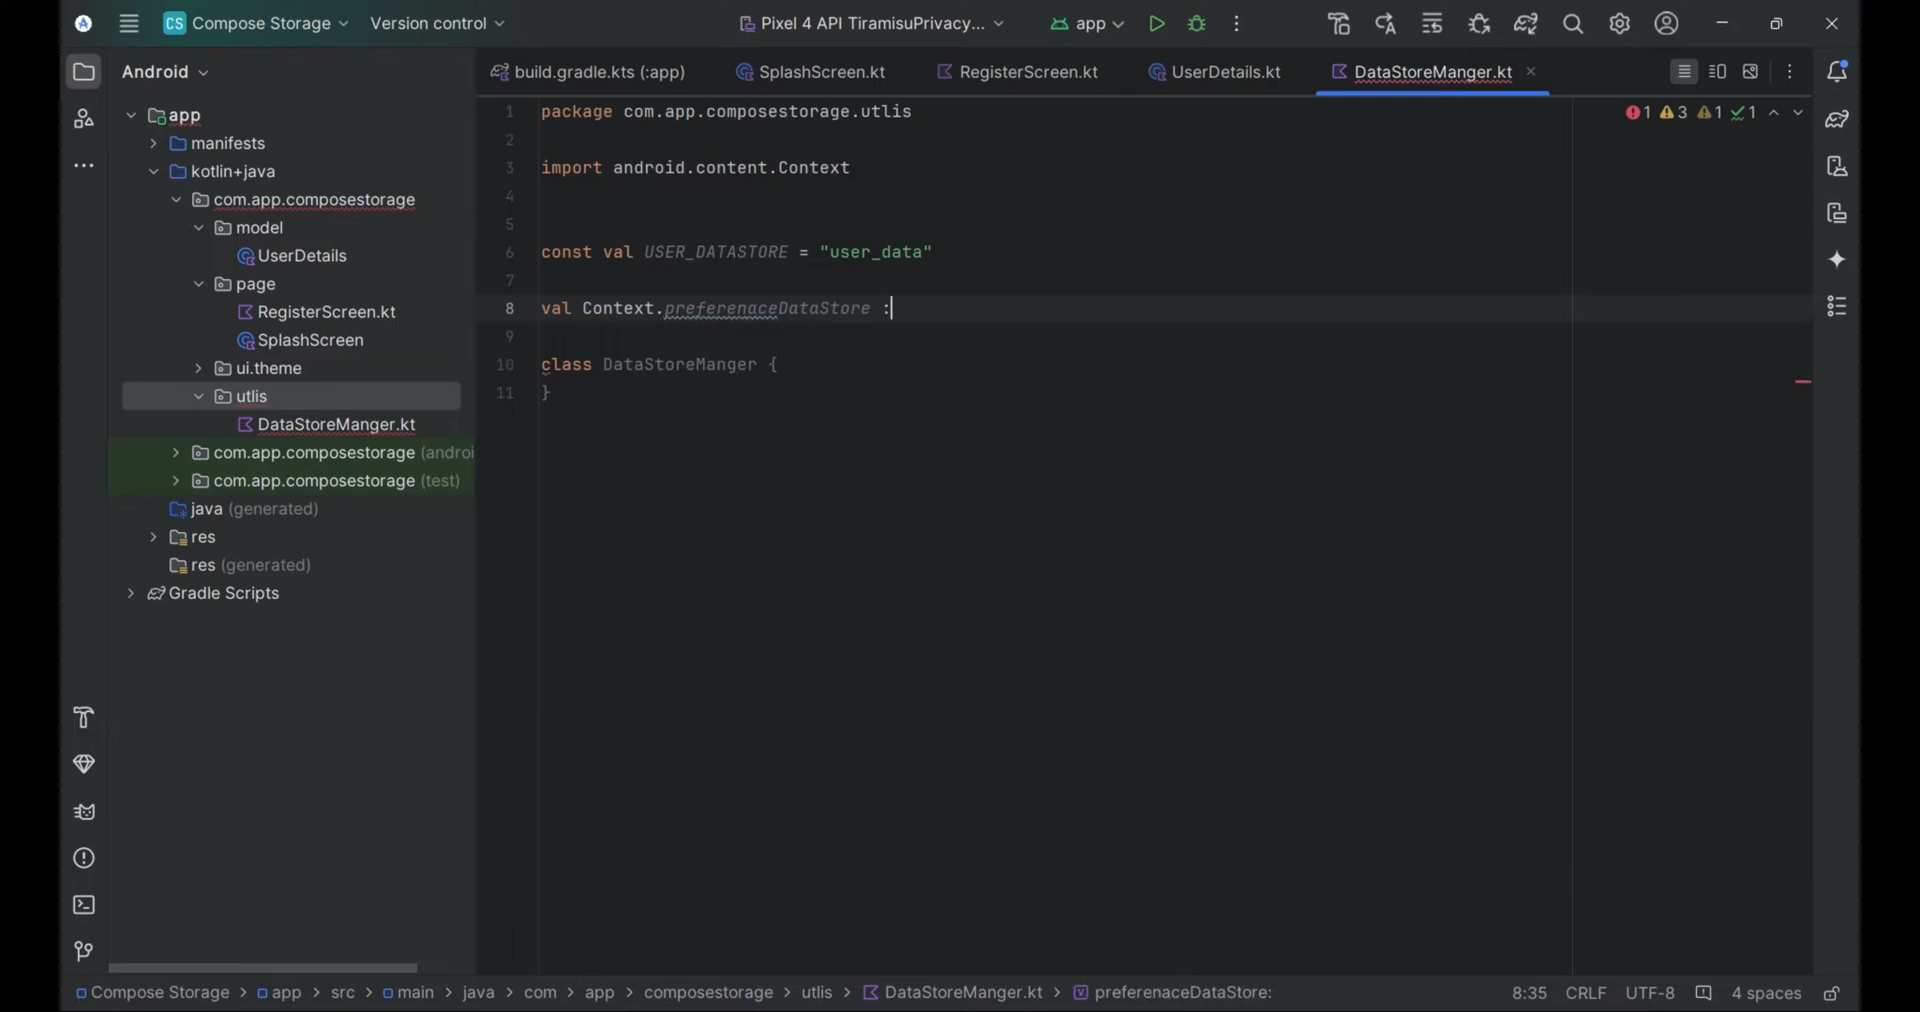 CS Compose Storage Version control Pixel 4 API TiramisuPrivacy... app
Android build.gradle.kts (:app) SplashScreen.kt RegisterScreen.kt UserDetails.kt DataStoreManger.kt
app
manifests
kotlin+java
com.app.composestorage
model
UserDetails
page
RegisterScreen.kt
SplashScreen
ui.theme
utlis
DataStoreManger.kt
com.app.composestorage (androi
com.app.composestorage (test)
java (generated)
res
res (generated)
Gradle Scripts
1 package com.app.composestorage.utlis
2
3 import android.content.Context
4
5
6 const val USER_DATASTORE = "user_data"
7
8 val Context.preferenaceDataStore :
9
10 class DataStoreManger {
11 }
1 3 1 1
Compose Storage > app > src > main > java > com > app > composestorage > utlis > DataStoreManger.kt > preferenaceDataStore: 8:35 CRLF UTF-8 4 spaces